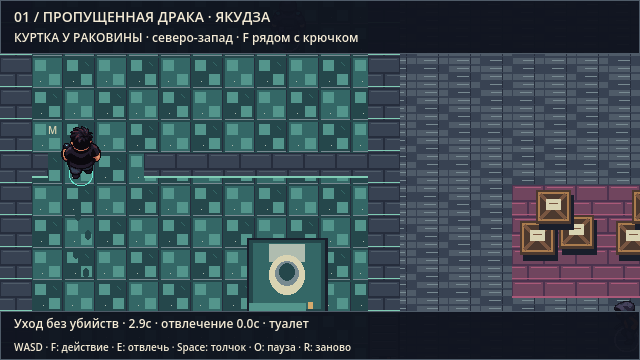 01 / ПРОПУЩЕННАЯ ДРАКА · ЯКУДЗА
КУРТКА У РАКОВИНЫ · северо-запад · F рядом с крючком
М
Уход без убийств · 2.9с · отвлечение 0.0с · туалет
WASD · F: действие · E: отвлечь · Space: толчок · O: пауза · R: заново